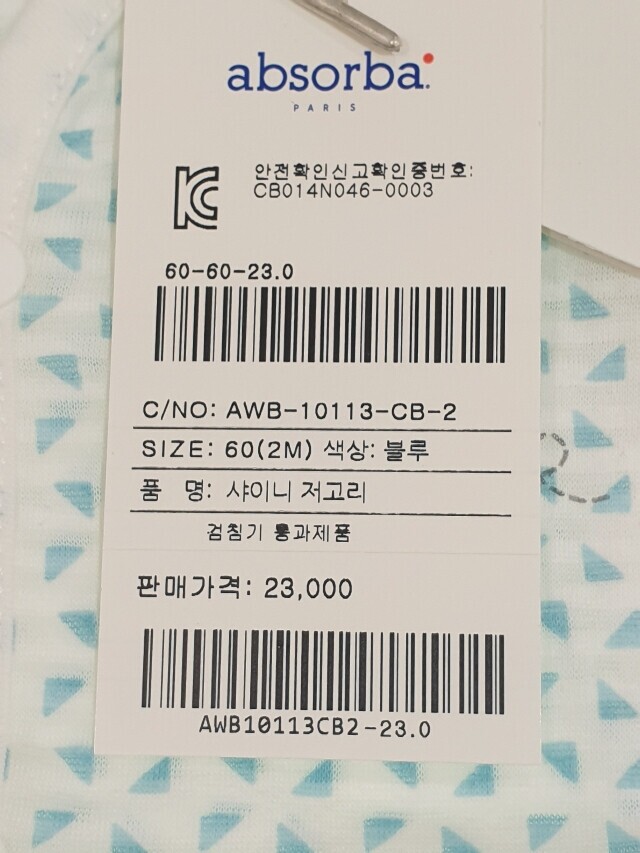 absorba.
PARIS
안전확인신고확인증번호:
CB014N046-0003
60-60-23.0
C/NO: AWB-10113-CB-2
SIZE: 60(2M) 색상: 블루
품 명: 샤이니 저고리
검침기 통과제품
판매가격: 23,000
AWB10113CB2-23.0